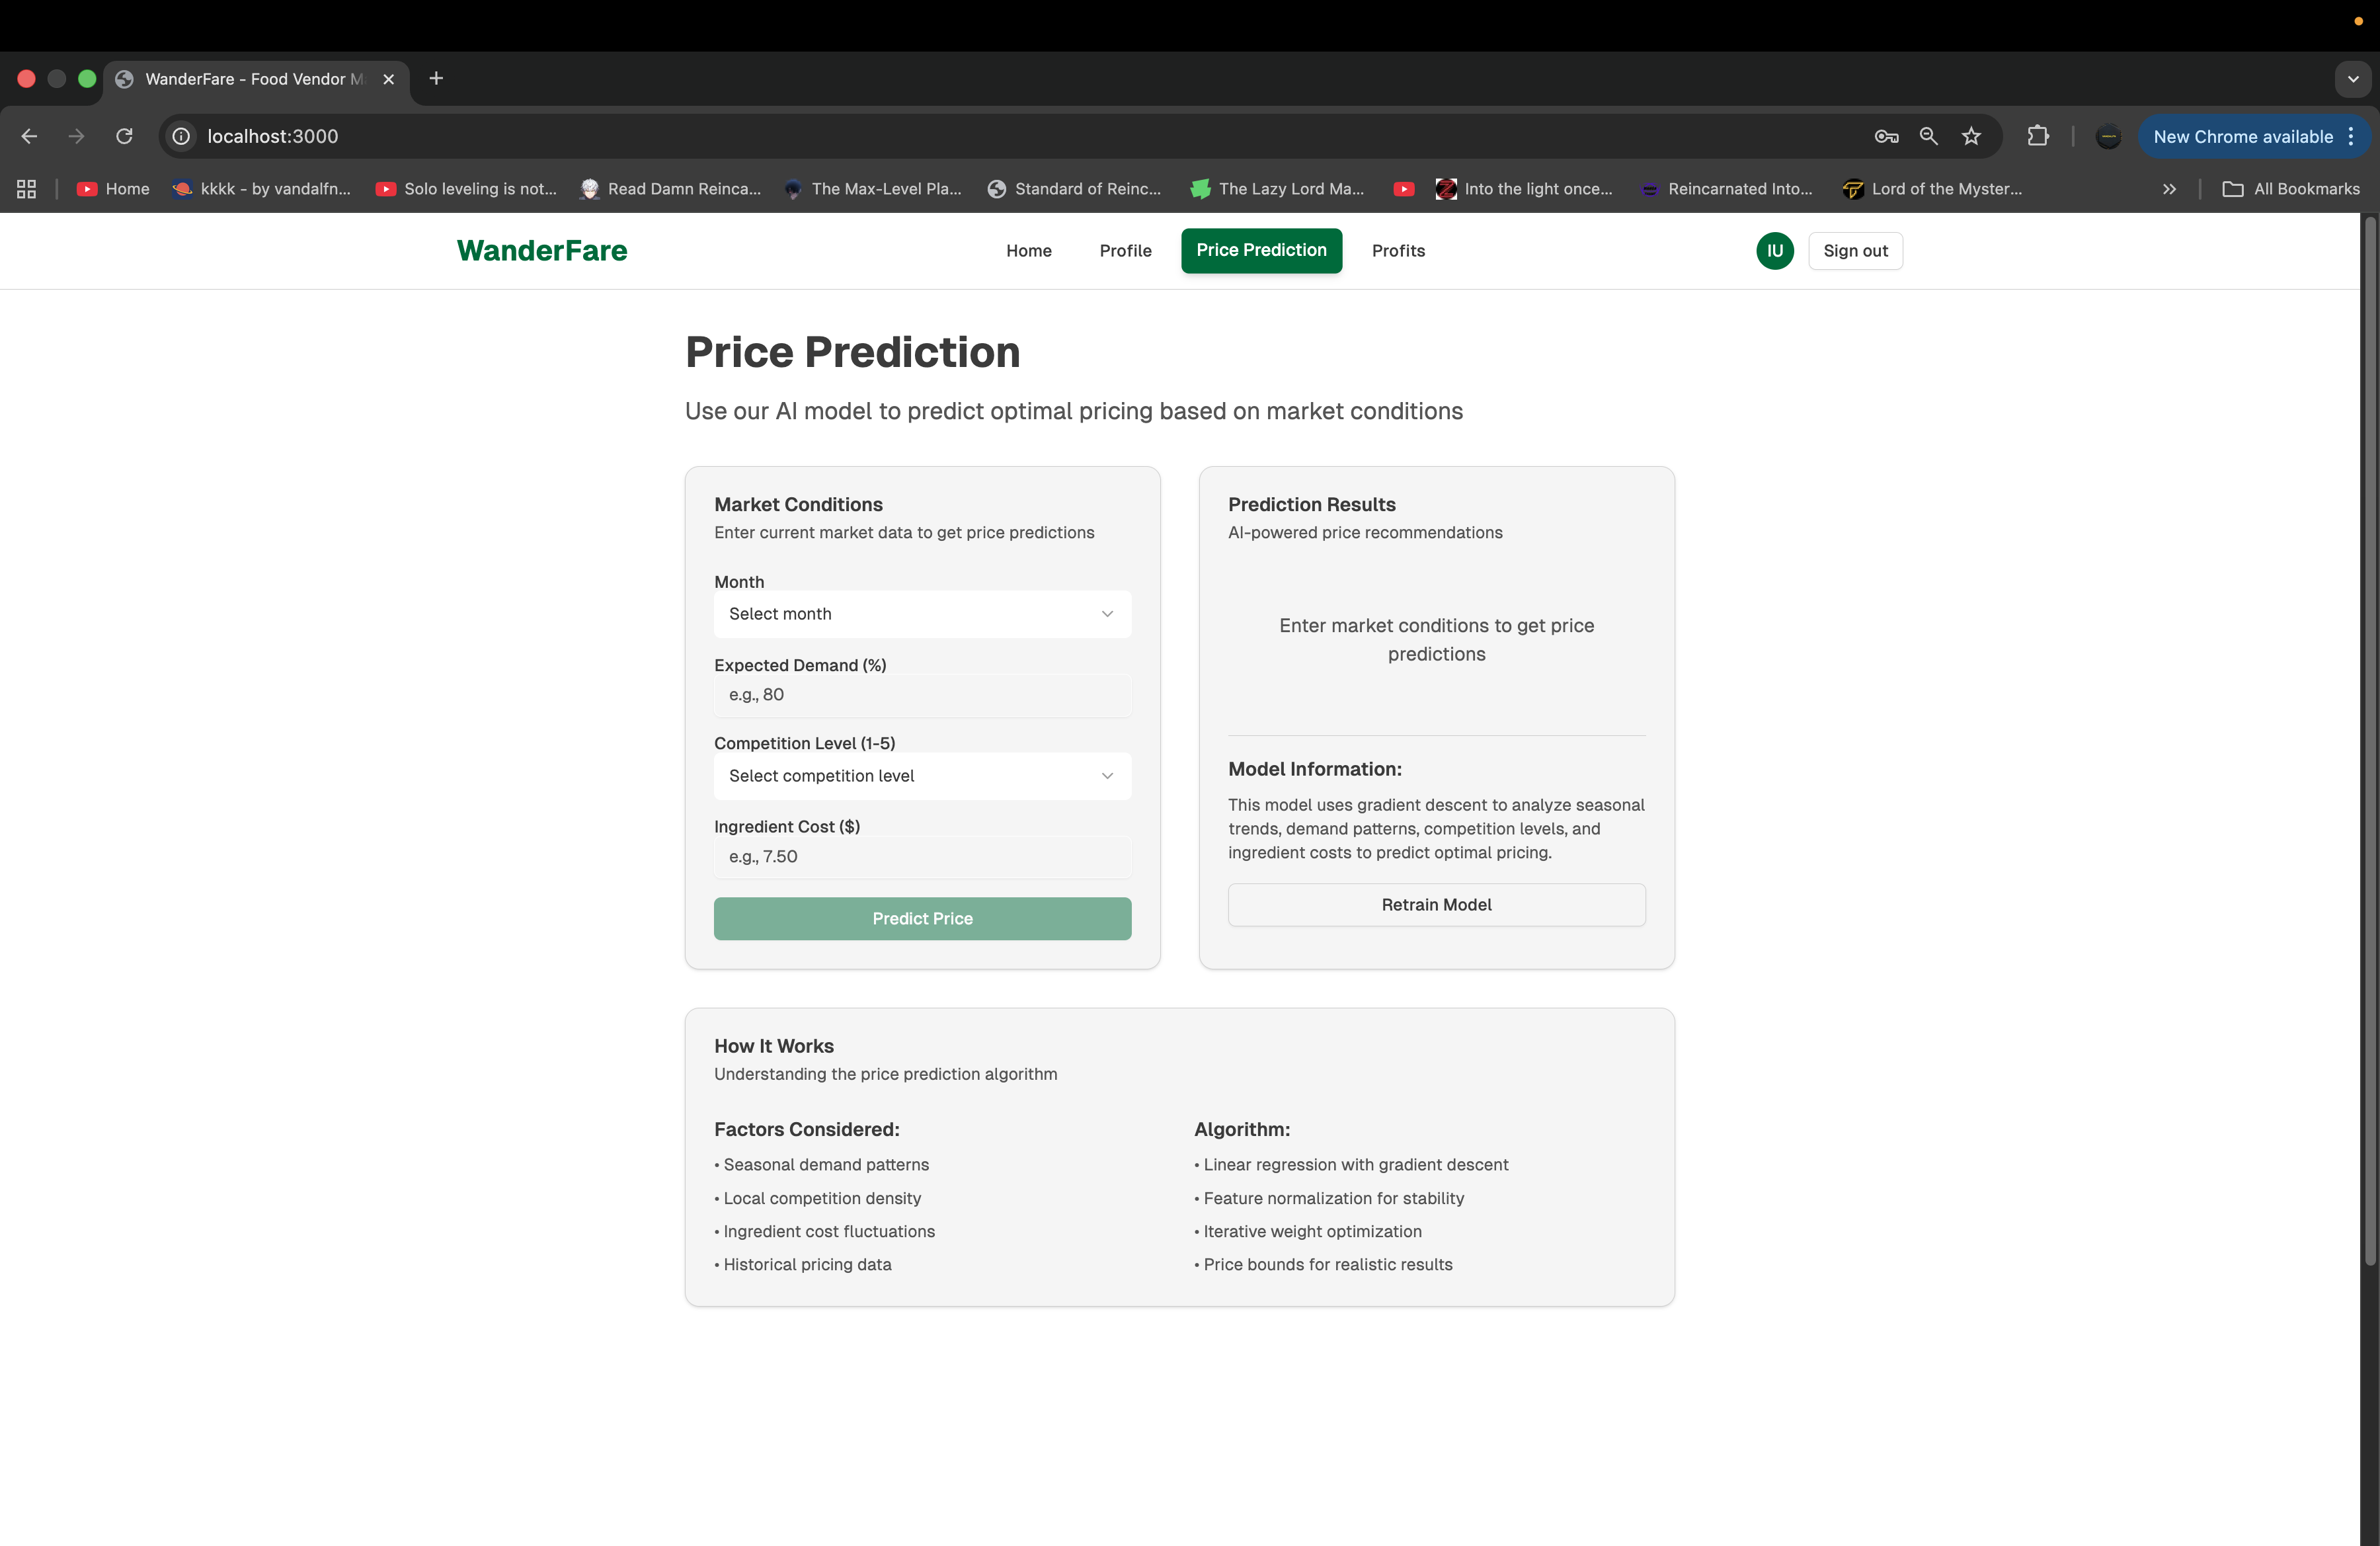 WanderFare - Food Vendor M
localhost:3000
New Chrome available
Home
kkkk - by vandalfn...
Solo leveling is not...
Read Damn Reinca...
The Max-Level Pla...
Standard of Reinc...
The Lazy Lord Ma...
Into the light once...
Reincarnated Into...
Lord of the Myster...
All Bookmarks
WanderFare
Home
Profile
Price Prediction
Profits
IU
Sign out
Price Prediction
Use our AI model to predict optimal pricing based on market conditions
Market Conditions
Enter current market data to get price predictions
Month
Select month
Expected Demand (%)
e.g., 80
Competition Level (1-5)
Select competition level
Ingredient Cost ($)
e.g., 7.50
Predict Price
Prediction Results
AI-powered price recommendations
Enter market conditions to get price
predictions
Model Information:
This model uses gradient descent to analyze seasonal
trends, demand patterns, competition levels, and
ingredient costs to predict optimal pricing.
Retrain Model
How It Works
Understanding the price prediction algorithm
Factors Considered:
• Seasonal demand patterns
• Local competition density
• Ingredient cost fluctuations
• Historical pricing data
Algorithm:
• Linear regression with gradient descent
• Feature normalization for stability
• Iterative weight optimization
• Price bounds for realistic results